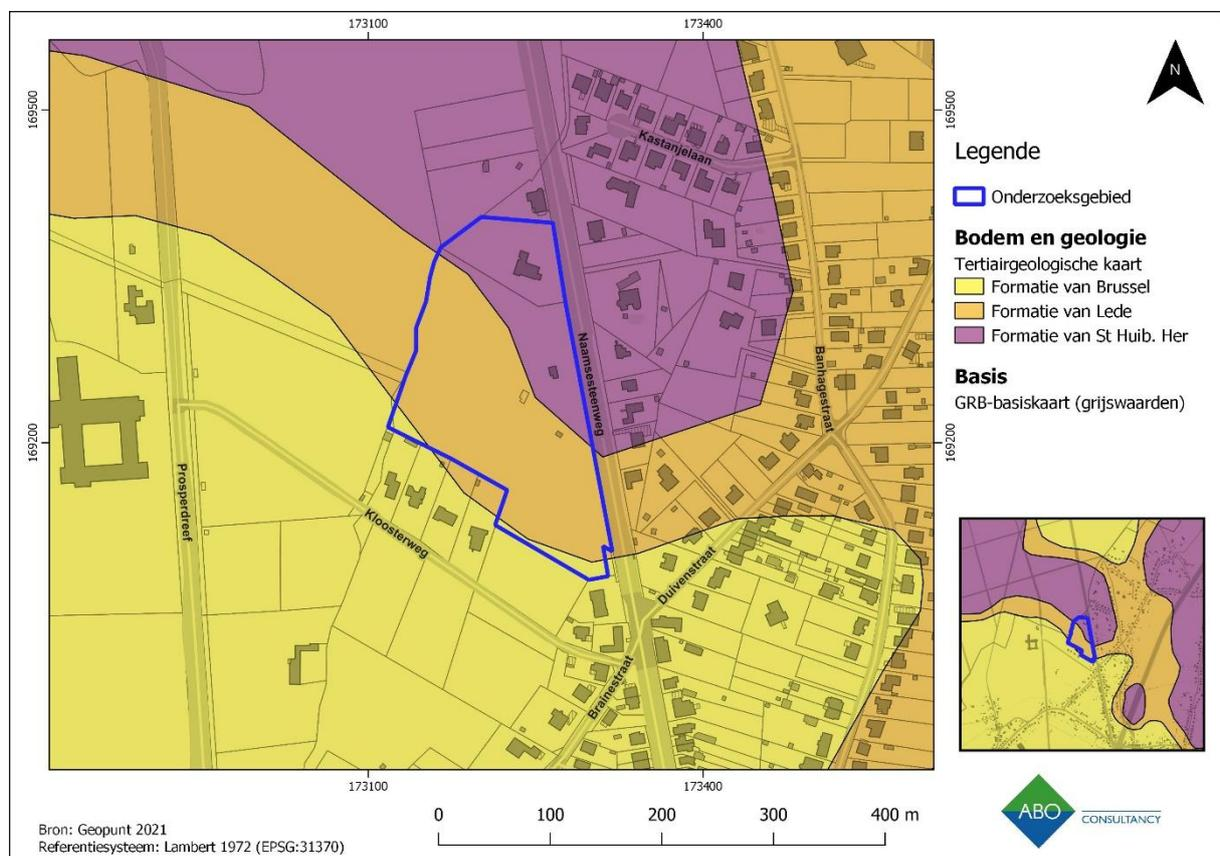 173100
173400
169500
169500
N
Kastanjelaan
Legende
Onderzoeksgebied
Bodem en geologie
Tertiairgeologische kaart
Formatie van Brussel
Formatie van Lede
Formatie van St Huib. Her
Basis
GRB-basiskaart (grijswaarden)
Naamsesteenweg
Banhagestraat
169200
169200
Prosperdreef
Kloosterweg
Duivenstraat
Brainestraat
173100
173400
0 100 200 300 400 m
ABO CONSULTANCY
Bron: Geopunt 2021
Referentiesysteem: Lambert 1972 (EPSG:31370)